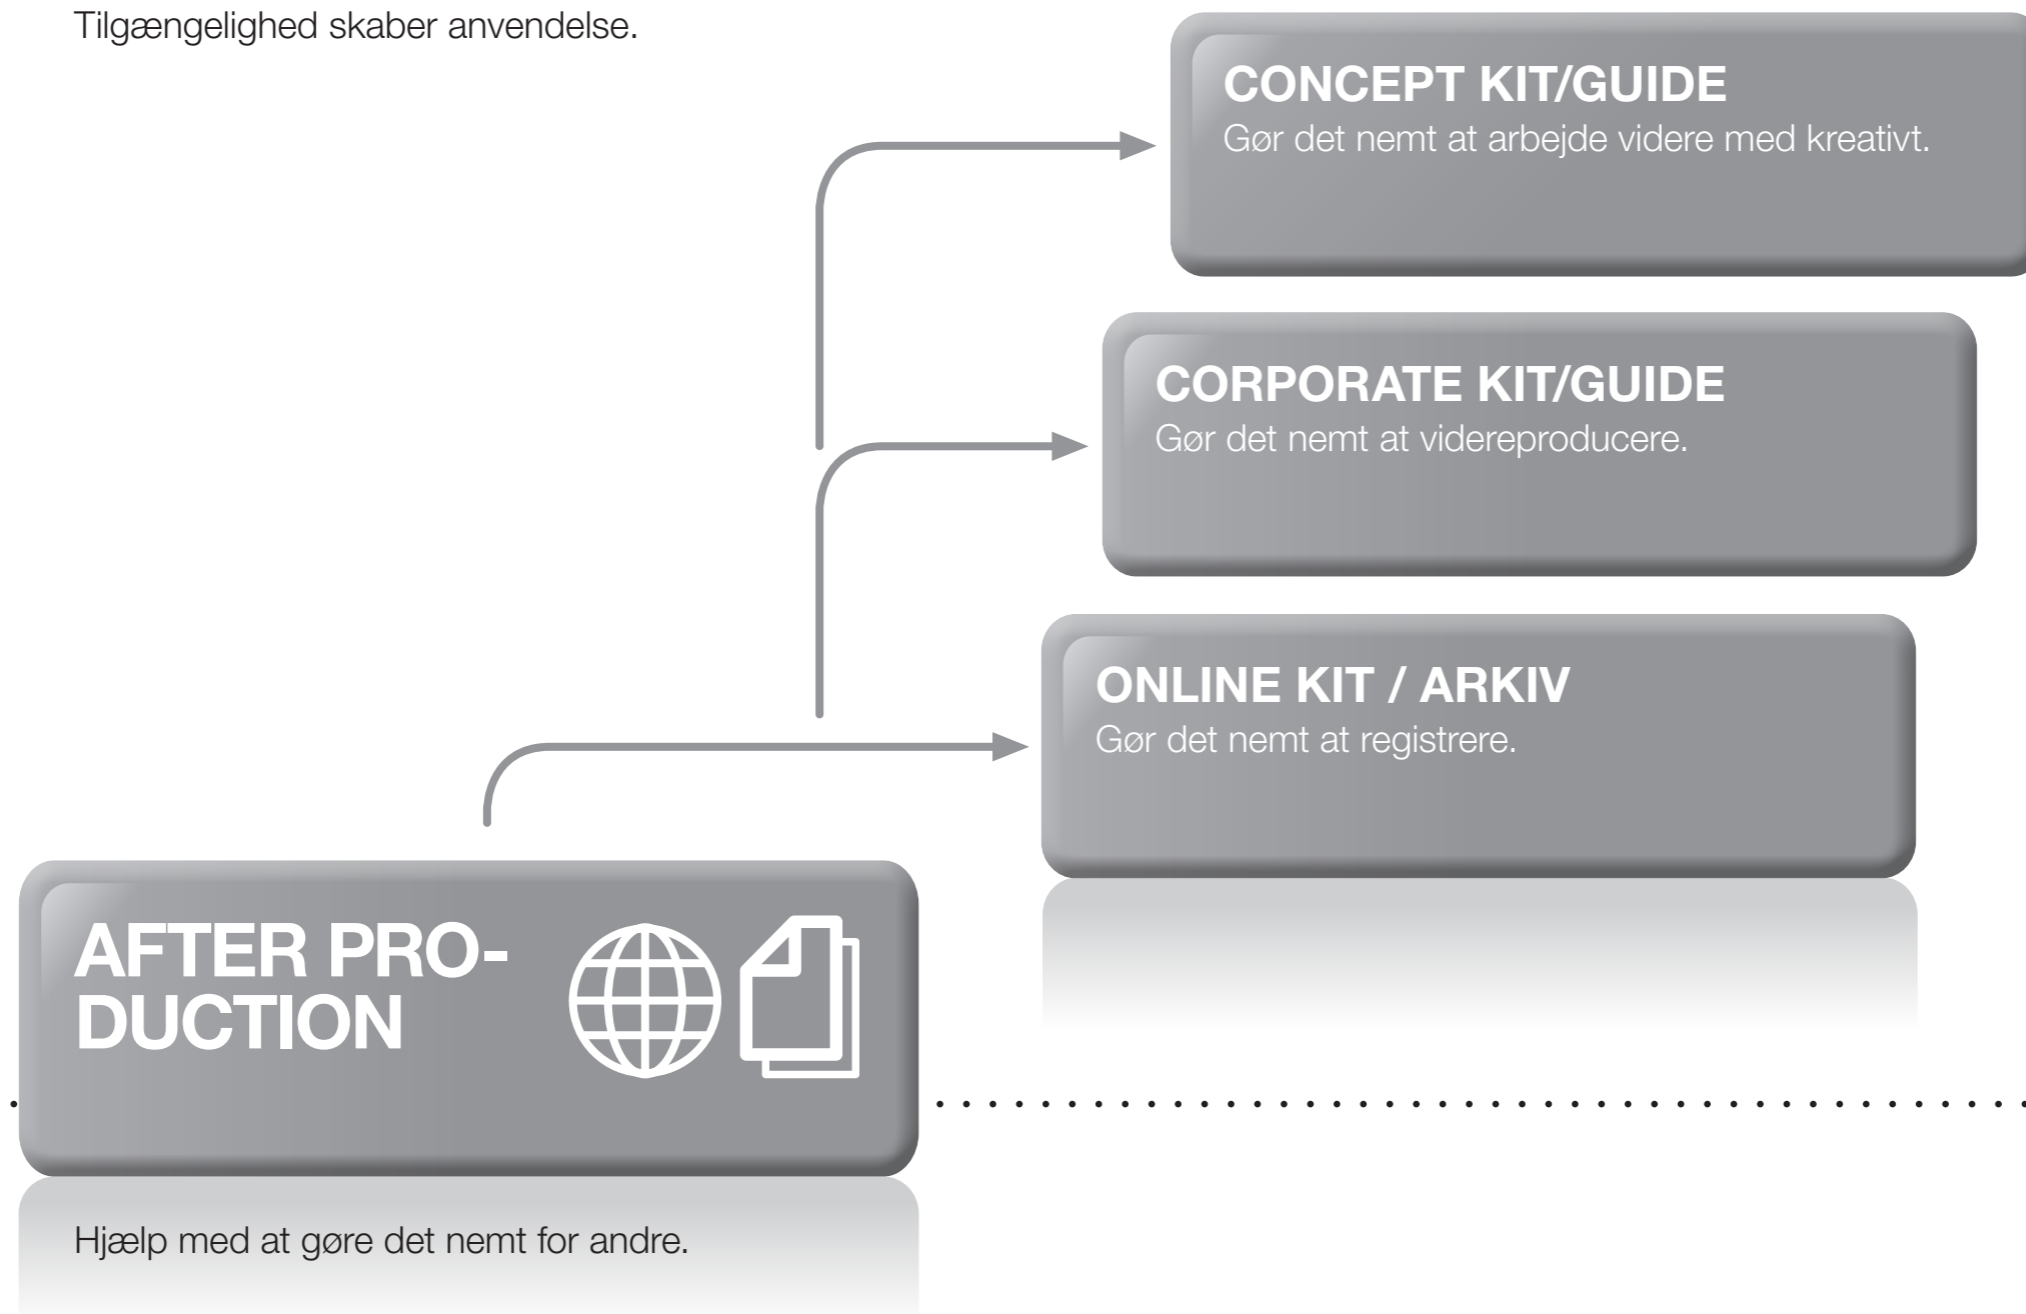 Tilgængelighed skaber anvendelse.
CONCEPT KIT/GUIDE
Gør det nemt at arbejde videre med kreativt.
CORPORATE KIT/GUIDE
Gør det nemt at videreproducere.
ONLINE KIT / ARKIV
Gør det nemt at registrere.
AFTER PRO-
DUCTION
Hjælp med at gøre det nemt for andre.